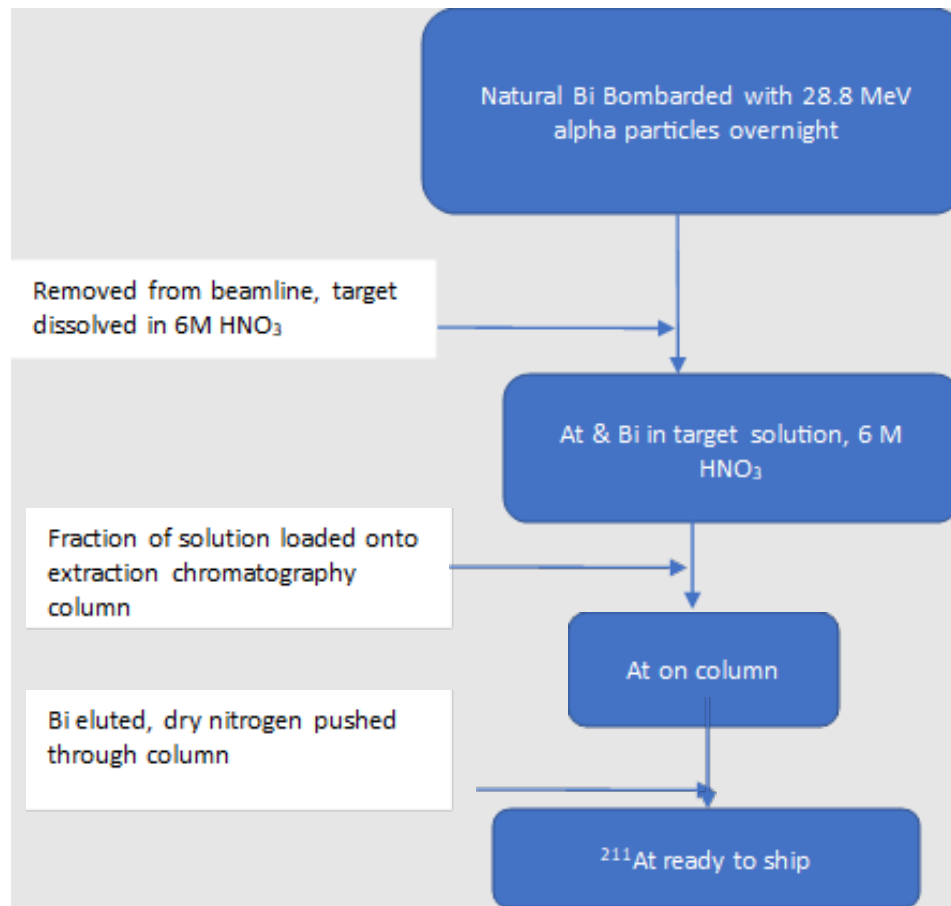 Natural Bi Bombarded with 28.8 MeV
alpha particles overnight
Removed from beamline, target
dissolved in 6M HNO₃
At & Bi in target solution, 6 M
HNO₃
Fraction of solution loaded onto
extraction chromatography
column
At on column
Bi eluted, dry nitrogen pushed
through column
²¹¹At ready to ship